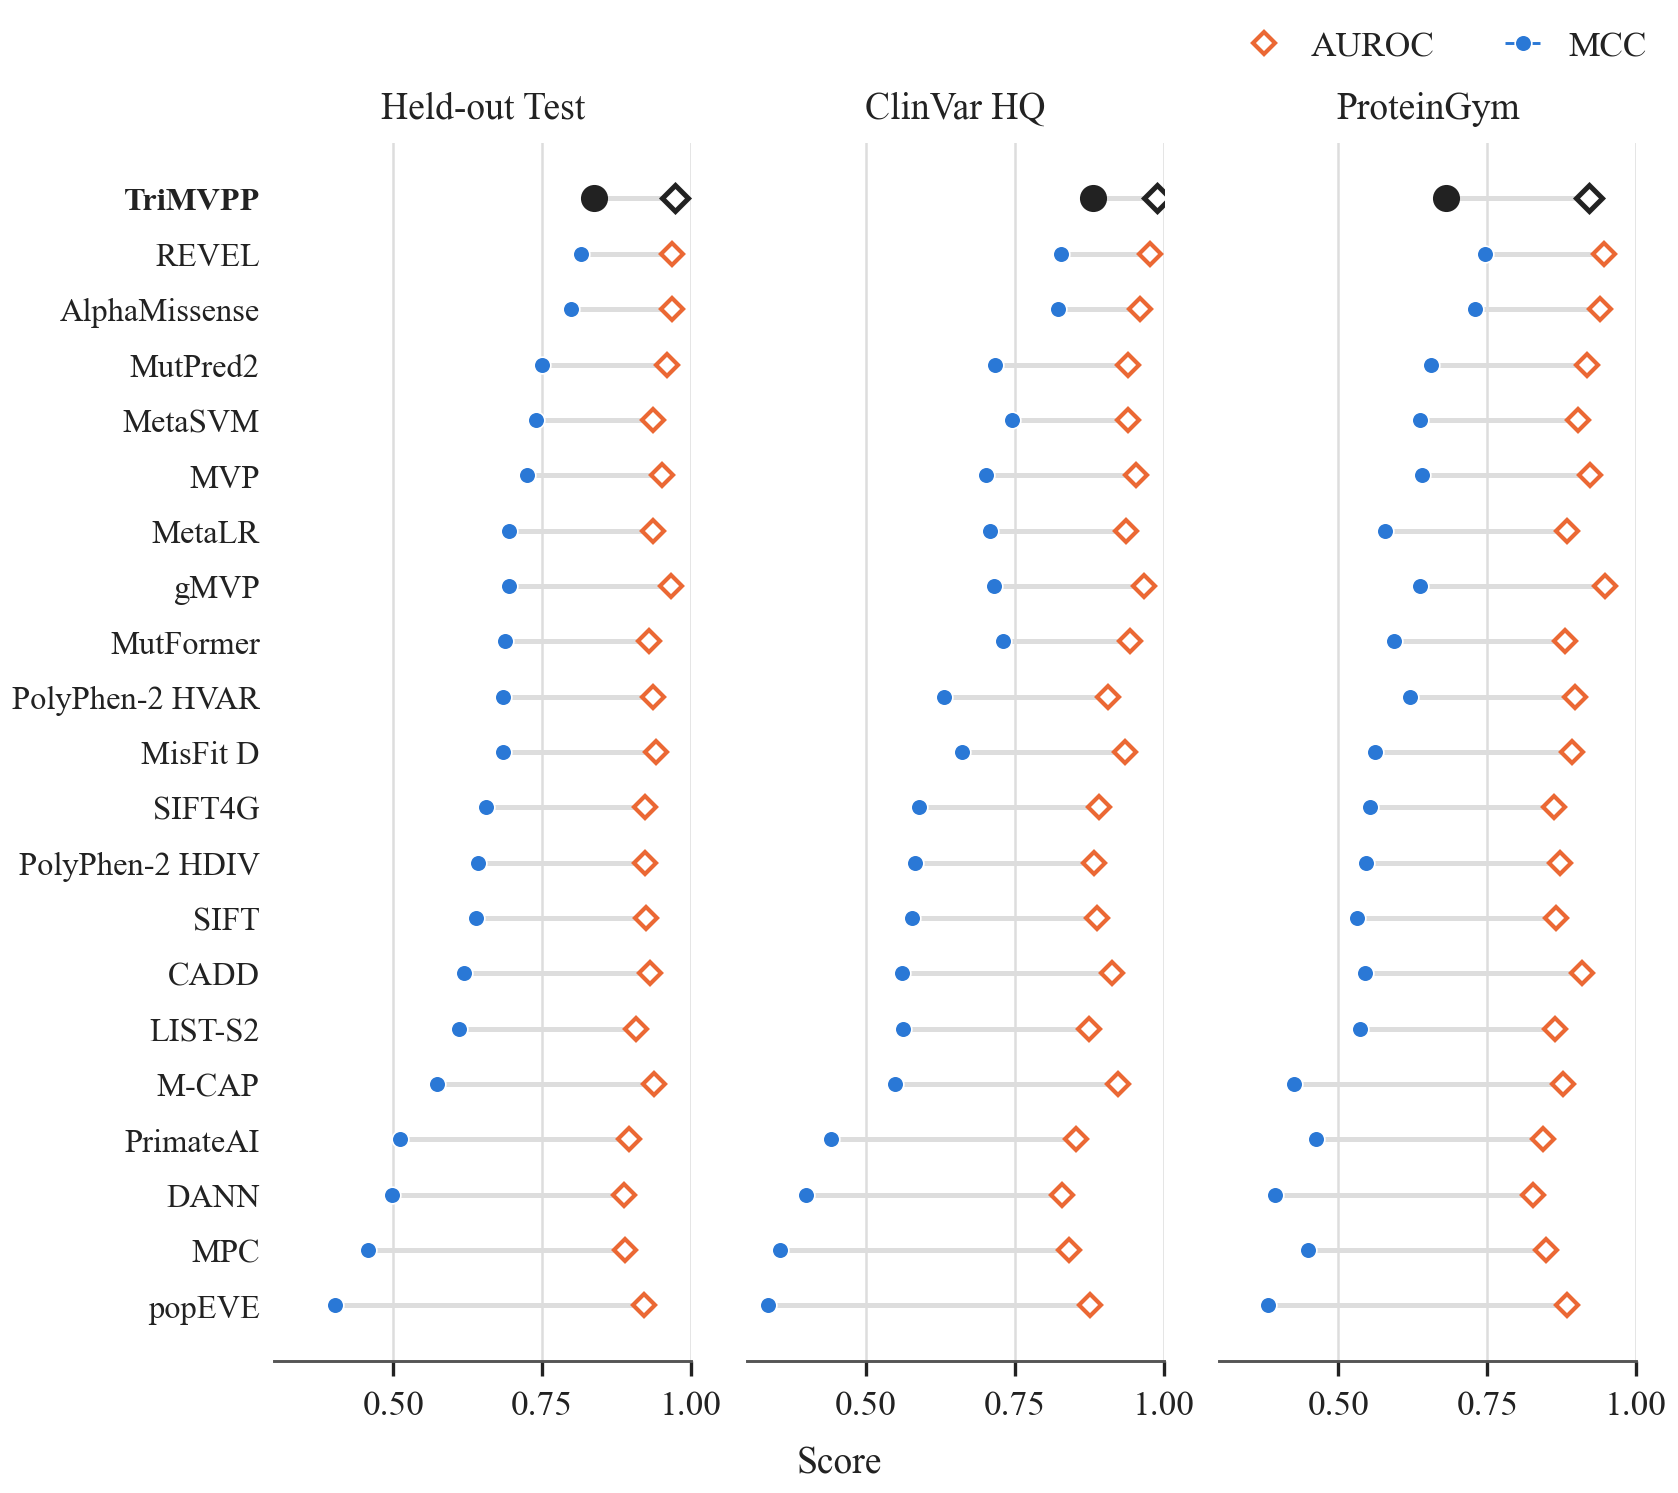 AUROC MCC
Held-out Test ClinVar HQ ProteinGym
TriMVPP
REVEL
AlphaMissense
MutPred2
MetaSVM
MVP
MetaLR
gMVP
MutFormer
PolyPhen-2 HVAR
MisFit D
SIFT4G
PolyPhen-2 HDIV
SIFT
CADD
LIST-S2
M-CAP
PrimateAI
DANN
MPC
popEVE
0.50 0.75 1.00 0.50 0.75 1.00 0.50 0.75 1.00
Score